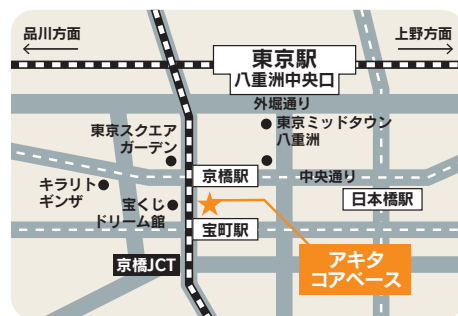 品川方面
上野方面
東京駅
八重洲中央口
外堀通り
東京スクエア
ガーデン
東京ミッドタウン
八重洲
京橋駅
中央通り
キラリト
ギンザ
宝くじ
ドリーム館
日本橋駅
宝町駅
京橋JCT
アキタ
コアベース